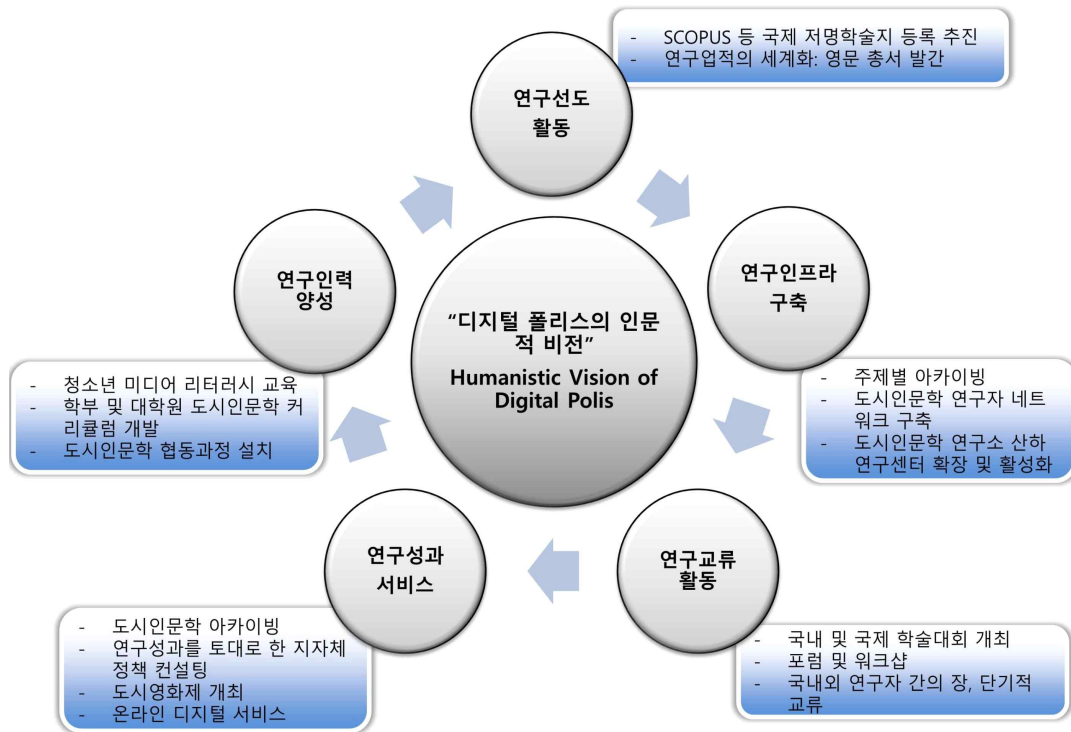 - SCOPUS 등 국제 저명학술지 등록 추진
- 연구업적의 세계화: 영문 총서 발간
연구선도
활동
연구인프라
구축
- 주제별 아카이빙
- 도시인문학 연구자 네트
워크 구축
- 도시인문학 연구소 산하
연구센터 확장 및 활성화
연구교류
활동
- 국내 및 국제 학술대회 개최
- 포럼 및 워크샵
- 국내외 연구자 간의 장, 단기적
교류
연구성과
서비스
- 도시인문학 아카이빙
- 연구성과를 토대로 한 지자체
정책 컨설팅
- 도시영화제 개최
- 온라인 디지털 서비스
연구인력
양성
- 청소년 미디어 리터러시 교육
- 학부 및 대학원 도시인문학 커
리큘럼 개발
- 도시인문학 협동과정 설치
“디지털 폴리스의 인문
적 비전”
Humanistic Vision of
Digital Polis